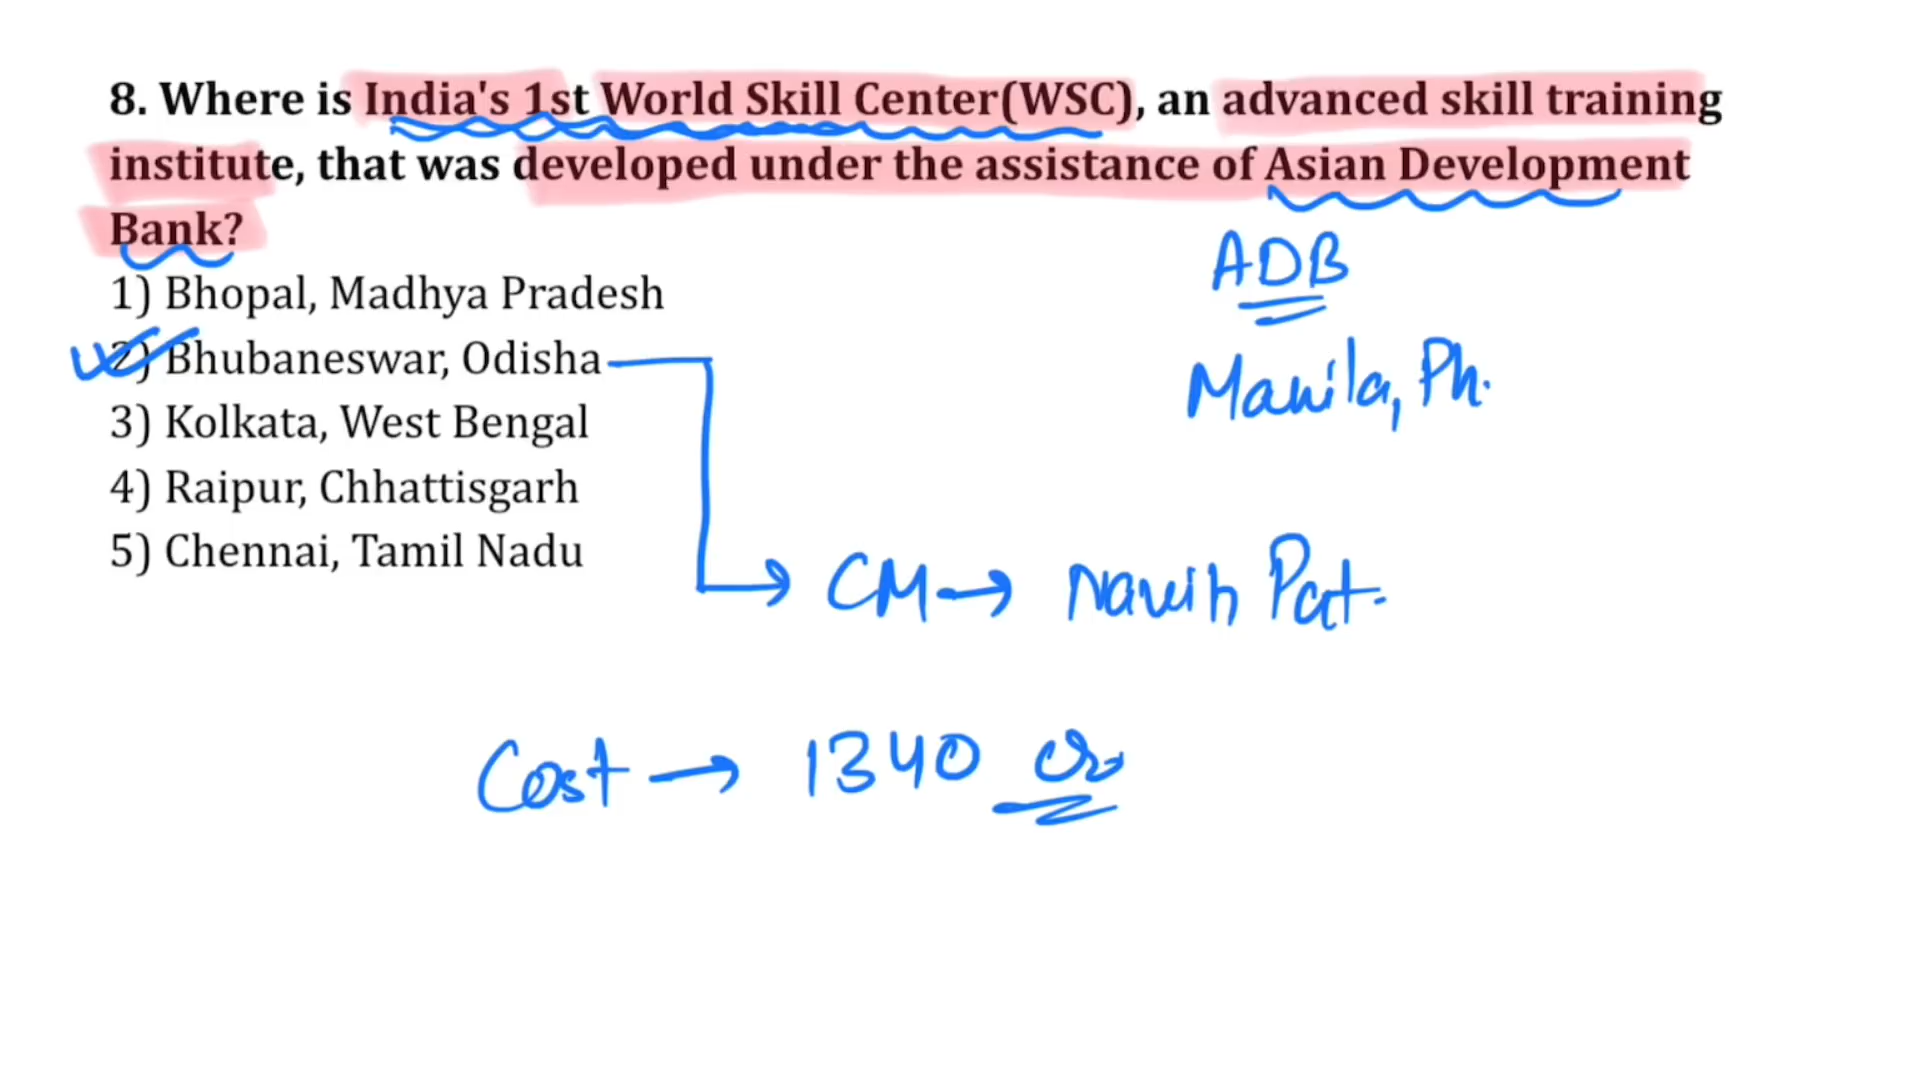 8. Where is India's 1st World Skill Center(WSC), an advanced skill training
institute, that was developed under the assistance of Asian Development
Bank?
1) Bhopal, Madhya Pradesh
2) Bhubaneswar, Odisha
3) Kolkata, West Bengal
4) Raipur, Chhattisgarh
5) Chennai, Tamil Nadu
ADB
Manila, Ph.
CM → Navin Pat.
Cost → 1340 cr